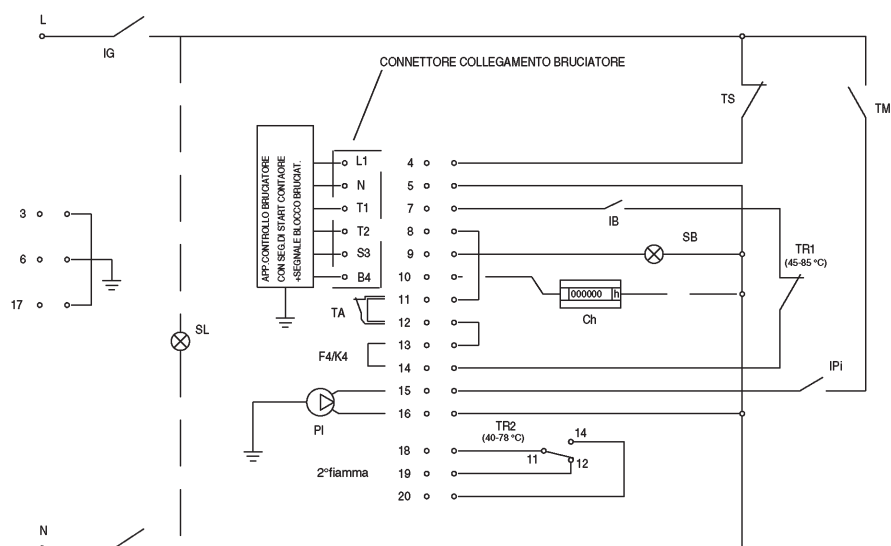 L
IG
CONNETTORE COLLEGAMENTO BRUCIATORE
TS
TM
APP.CONTROLLO BRUCIATORE
CON SEG.DI START CONTAORE
+SEGNALE BLOCCO BRUCIAT.
L1
N
T1
T2
S3
B4
4
5
7
8
9
10
11
12
13
14
15
16
18
19
20
3
6
17
IB
SB
TR1
(45-85 °C)
000000 h
Ch
TA
F4/K4
SL
IPi
PI
TR2
(40-78 °C)
14
11
12
2°fiamma
N